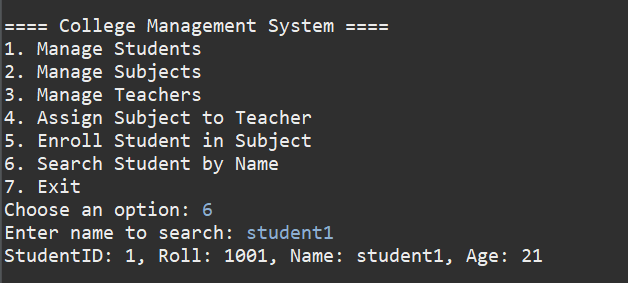 ==== College Management System ====
1. Manage Students
2. Manage Subjects
3. Manage Teachers
4. Assign Subject to Teacher
5. Enroll Student in Subject
6. Search Student by Name
7. Exit
Choose an option: 6
Enter name to search: student1
StudentID: 1, Roll: 1001, Name: student1, Age: 21